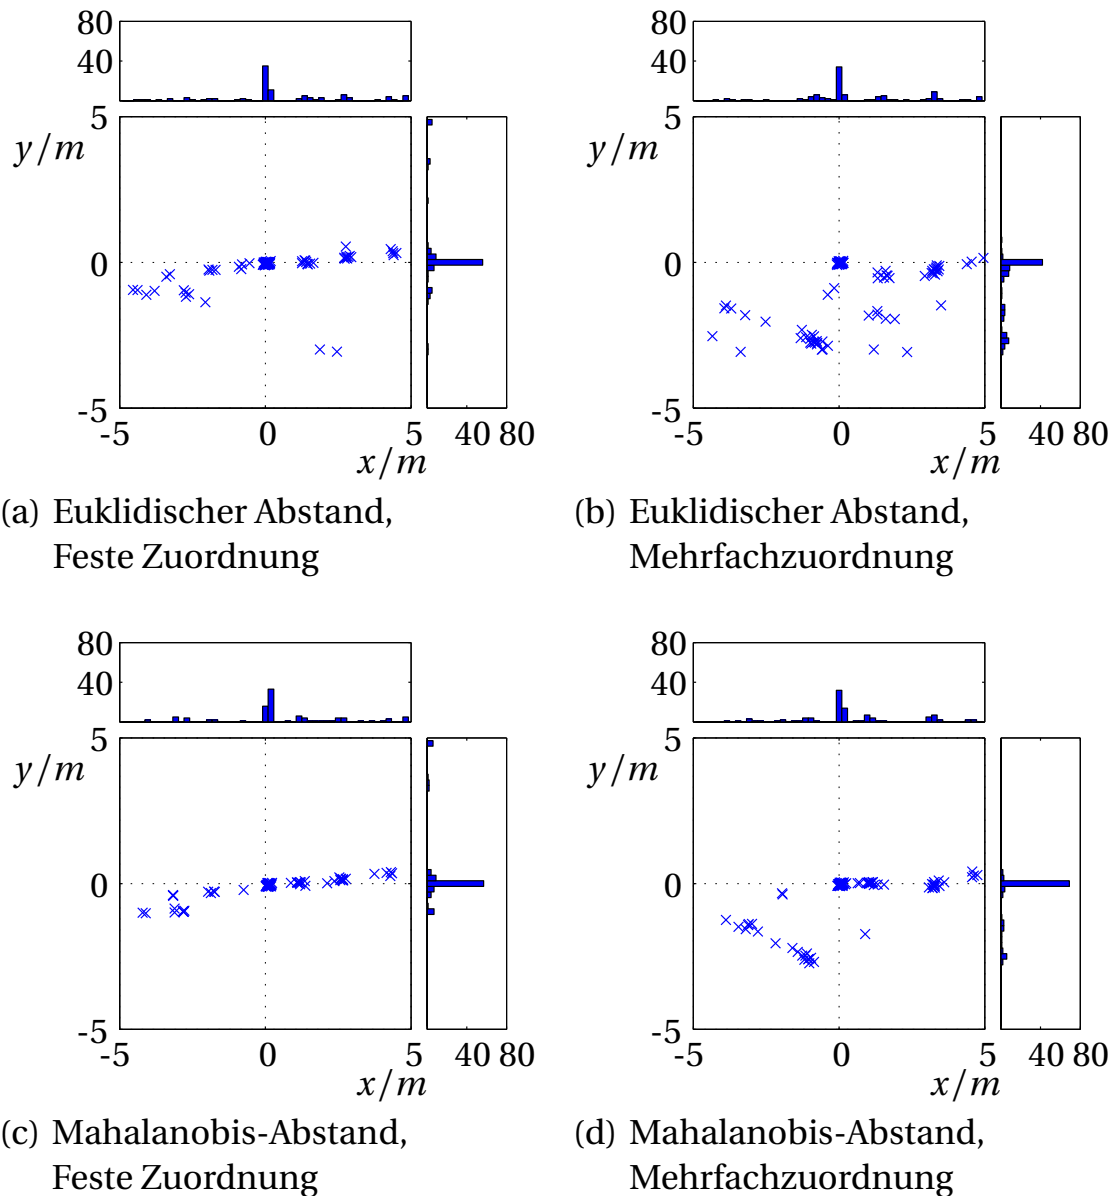 80
40
5
y/m
0
-5
-5 0 5 40 80
x/m
(a) Euklidischer Abstand,
Feste Zuordnung
80
40
5
y/m
0
-5
-5 0 5 40 80
x/m
(b) Euklidischer Abstand,
Mehrfachzuordnung
80
40
5
y/m
0
-5
-5 0 5 40 80
x/m
(c) Mahalanobis-Abstand,
Feste Zuordnung
80
40
5
y/m
0
-5
-5 0 5 40 80
x/m
(d) Mahalanobis-Abstand,
Mehrfachzuordnung